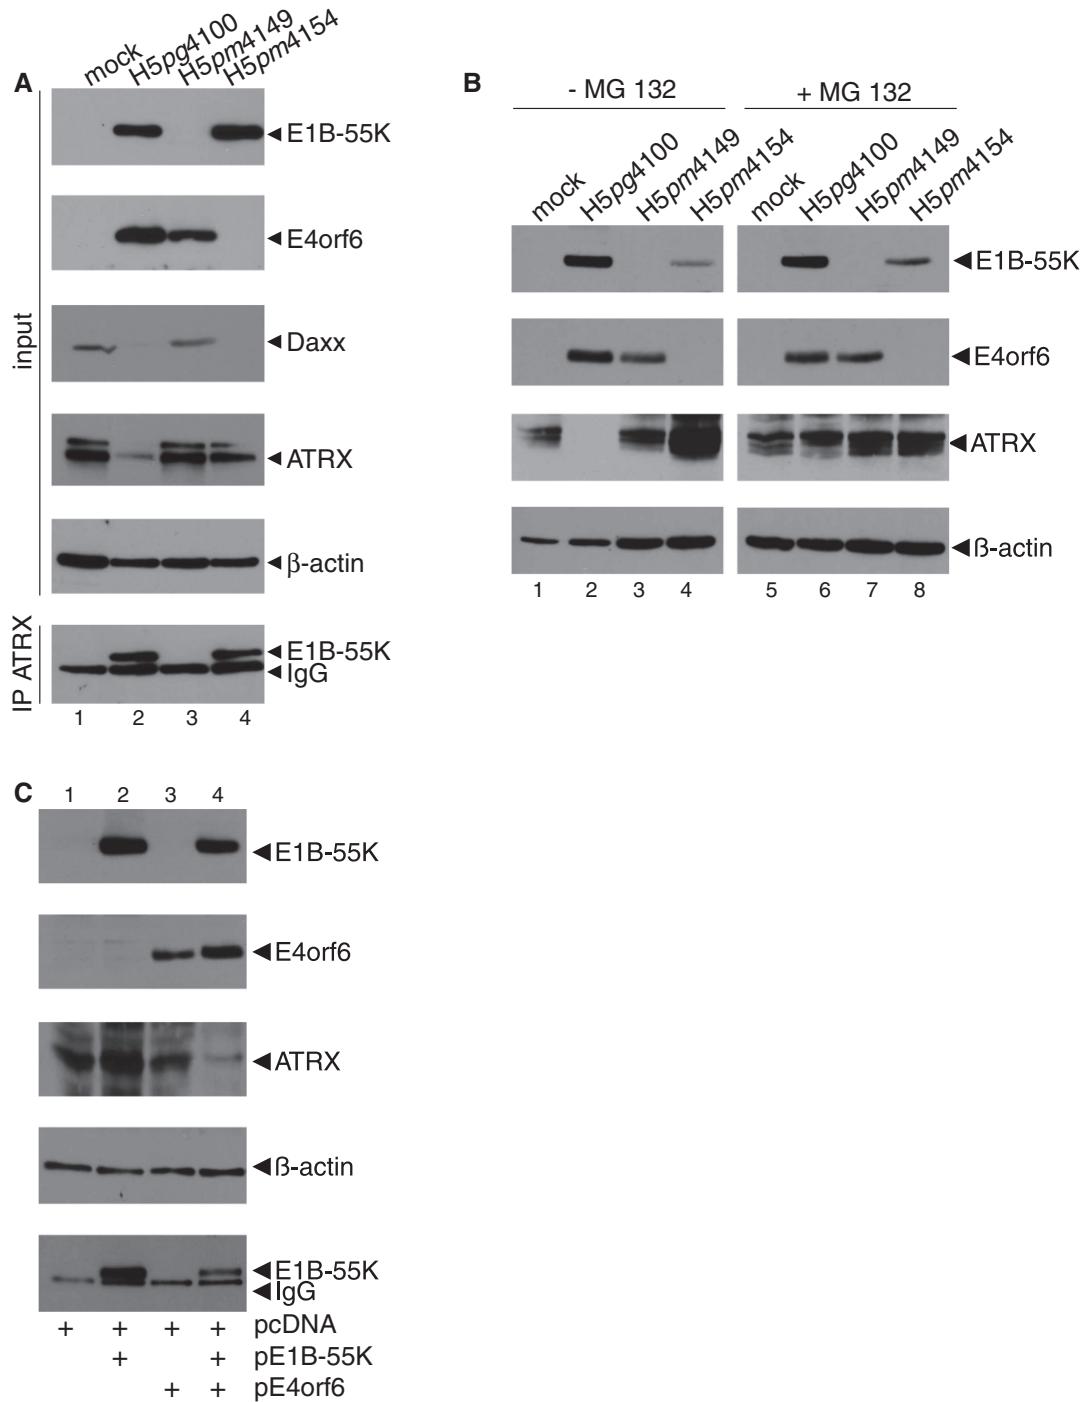 A
mock
H5pg4100
H5pm4149
H5pm4154
input
E1B-55K
E4orf6
Daxx
ATRX
β-actin
IP ATRX
E1B-55K
IgG
1 2 3 4
B
- MG 132 + MG 132
mock H5pg4100 H5pm4149 H5pm4154 mock H5pg4100 H5pm4149 H5pm4154
E1B-55K
E4orf6
ATRX
ß-actin
1 2 3 4 5 6 7 8
C 1 2 3 4
E1B-55K
E4orf6
ATRX
ß-actin
E1B-55K
IgG
+ + + + pcDNA
+ + pE1B-55K
+ + pE4orf6